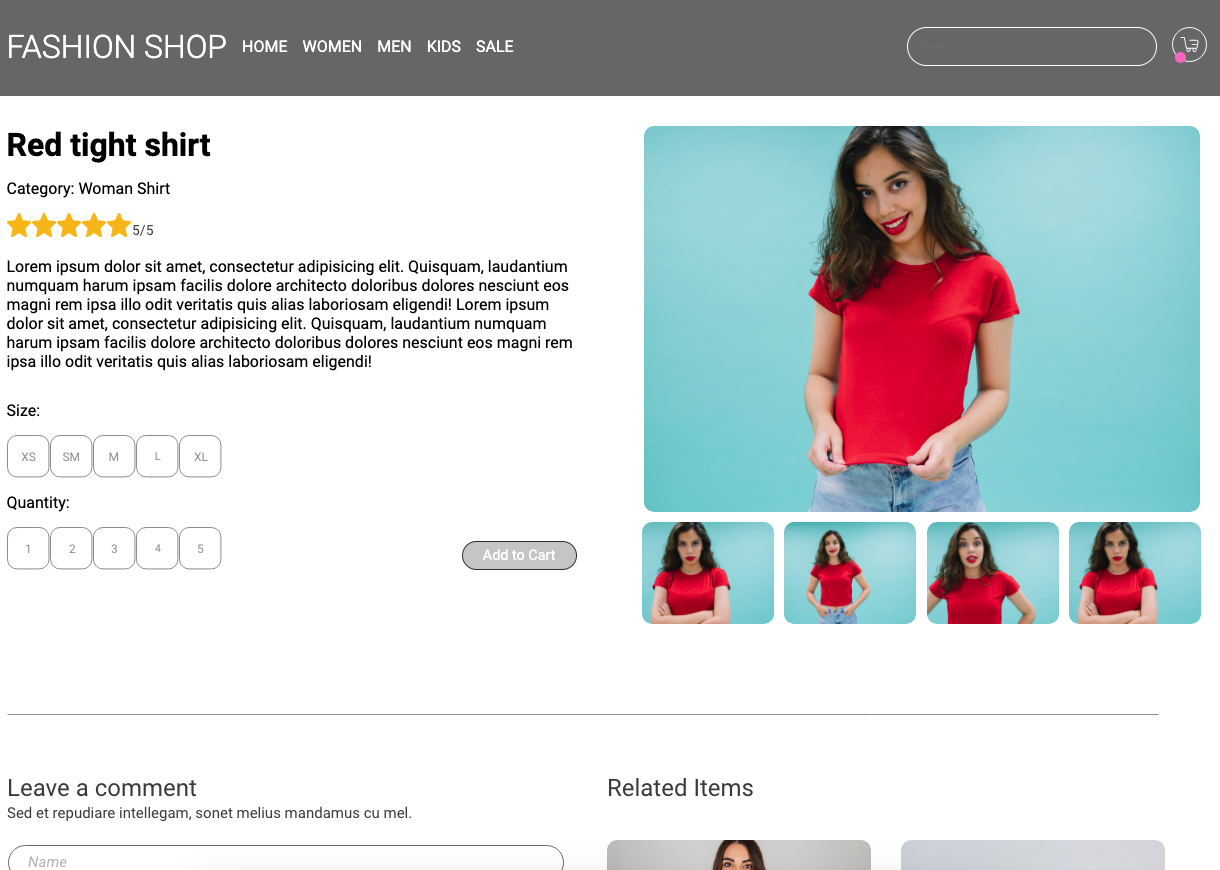 FASHION SHOP HOME WOMEN MEN KIDS SALE
Red tight shirt
Category: Woman Shirt
5/5
Lorem ipsum dolor sit amet, consectetur adipisicing elit. Quisquam, laudantium
numquam harum ipsam facilis dolore architecto doloribus dolores nesciunt eos
magni rem ipsa illo odit veritatis quis alias laboriosam eligendi! Lorem ipsum
dolor sit amet, consectetur adipisicing elit. Quisquam, laudantium numquam
harum ipsam facilis dolore architecto doloribus dolores nesciunt eos magni rem
ipsa illo odit veritatis quis alias laboriosam eligendi!
Size:
XS SM M L XL
Quantity:
1 2 3 4 5
Add to Cart
Leave a comment
Sed et repudiare intellegam, sonet melius mandamus cu mel.
Name
Related Items